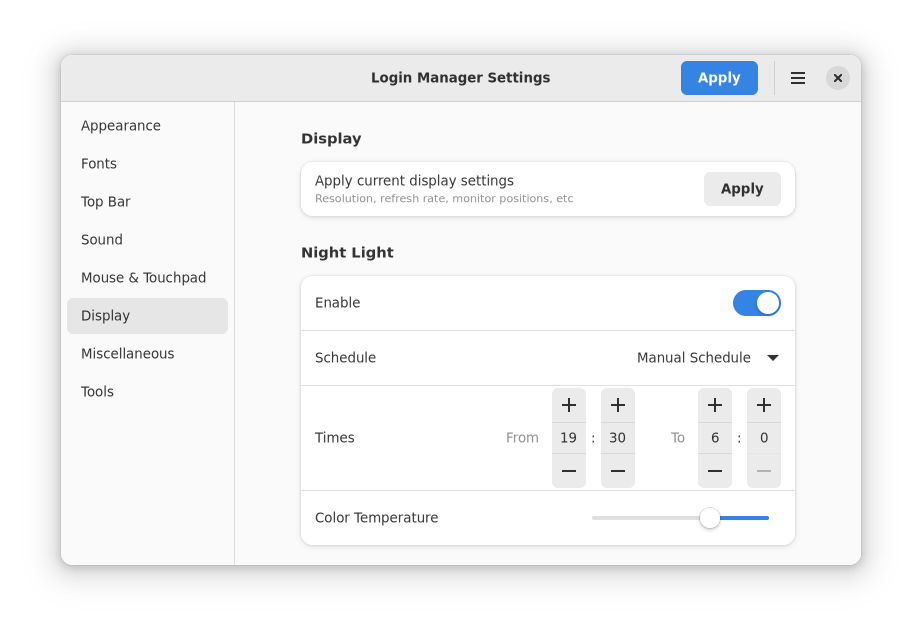 Login Manager Settings
Apply
Appearance
Fonts
Top Bar
Sound
Mouse & Touchpad
Display
Miscellaneous
Tools
Display
Apply current display settings
Resolution, refresh rate, monitor positions, etc
Apply
Night Light
Enable
Schedule
Manual Schedule
Times
From 19 : 30 To 6 : 0
Color Temperature